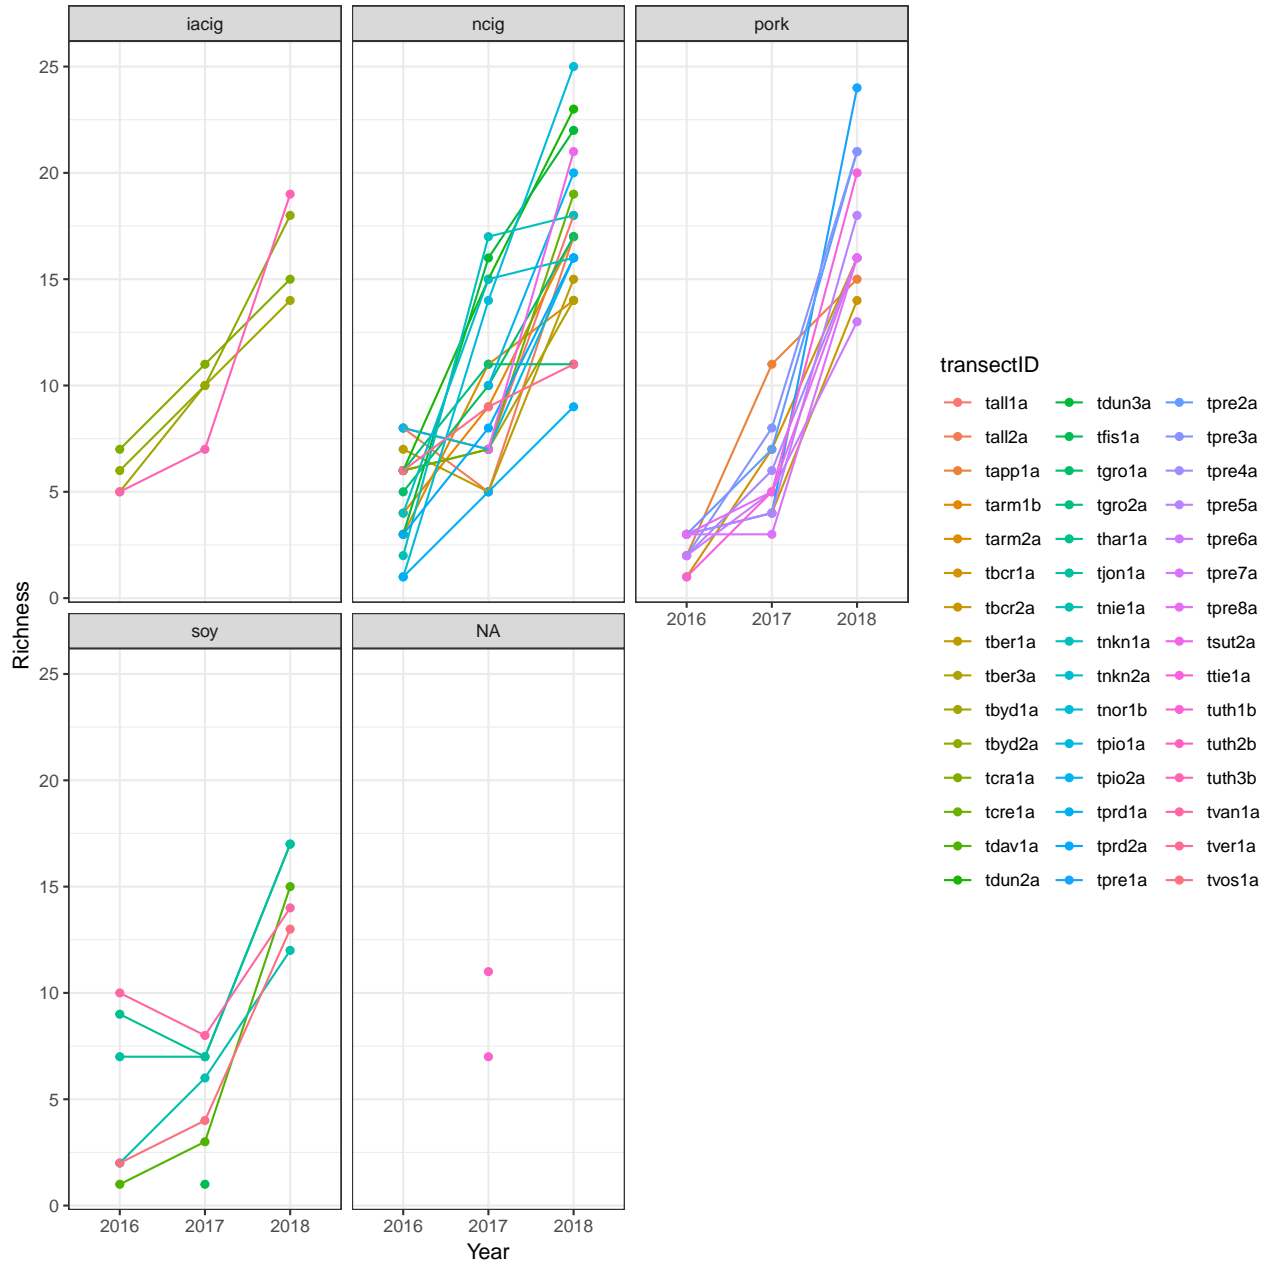 iacig ncig pork
25
20
15
10
5
0
2016 2017 2018
soy NA
25
20
15
10
5
0
2016 2017 2018 2016 2017 2018
Richness
Year
transectID
tall1a tdun3a tpre2a
tall2a tfis1a tpre3a
tapp1a tgro1a tpre4a
tarm1b tgro2a tpre5a
tarm2a thar1a tpre6a
tbcr1a tjon1a tpre7a
tbcr2a tnie1a tpre8a
tber1a tnkn1a tsut2a
tber3a tnkn2a ttie1a
tbyd1a tnor1b tuth1b
tbyd2a tpio1a tuth2b
tcra1a tpio2a tuth3b
tcre1a tprd1a tvan1a
tdav1a tprd2a tver1a
tdun2a tpre1a tvos1a